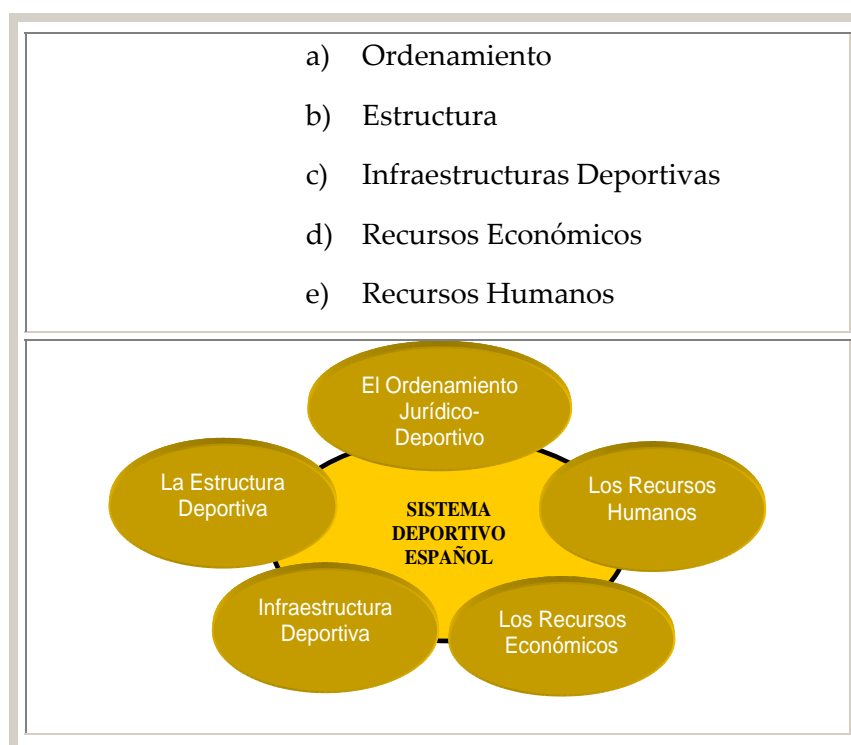 a) Ordenamiento
b) Estructura
c) Infraestructuras Deportivas
d) Recursos Económicos
e) Recursos Humanos
El Ordenamiento
Jurídico-
Deportivo
La Estructura
Deportiva
Los Recursos
Humanos
SISTEMA
DEPORTIVO
ESPAÑOL
Infraestructura
Deportiva
Los Recursos
Económicos